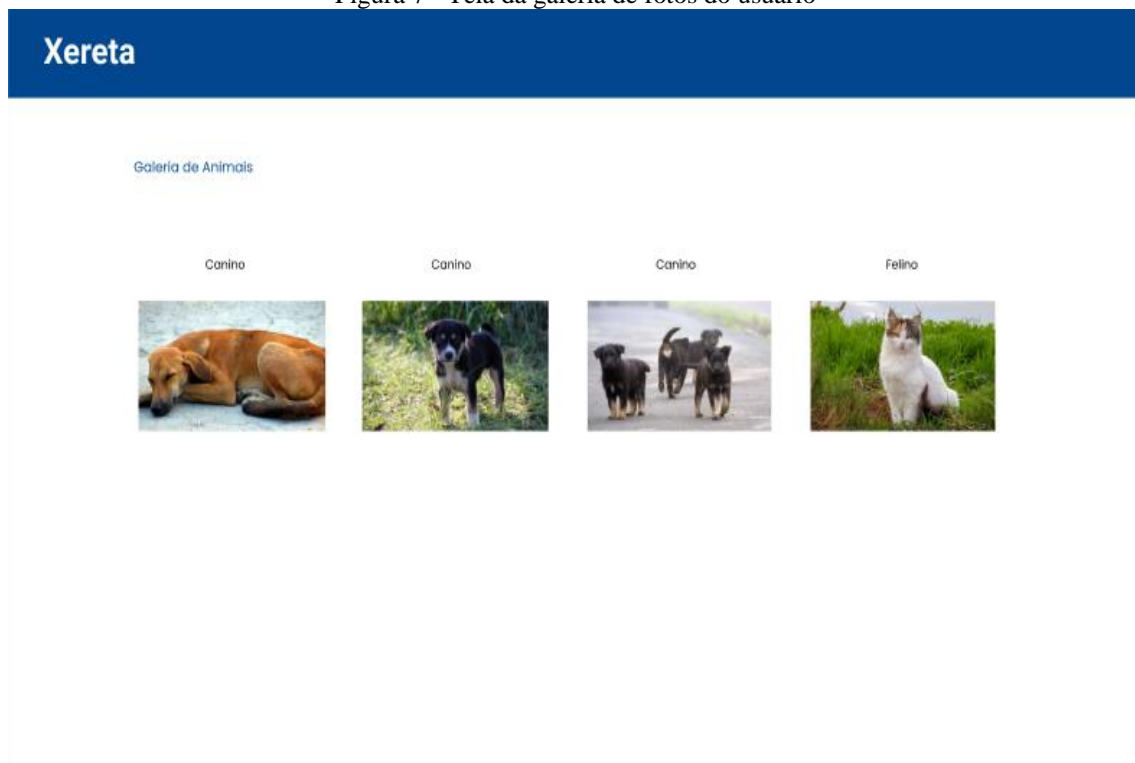 Figura 7 - Tela da galeria de fotos do usuário
Xereta
Galeria de Animais
Canino
Canino
Canino
Felino